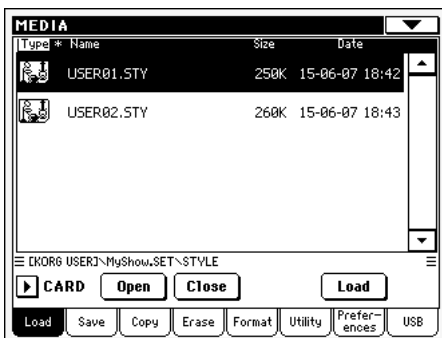 MEDIA
Type * Name Size Date
USER01.STY 250K 15-06-07 18:42
USER02.STY 260K 15-06-07 18:43
[KORG USER]\MyShow.SET\STYLE
CARD Open Close Load
Load Save Copy Erase Format Utility Prefer- USB
ences